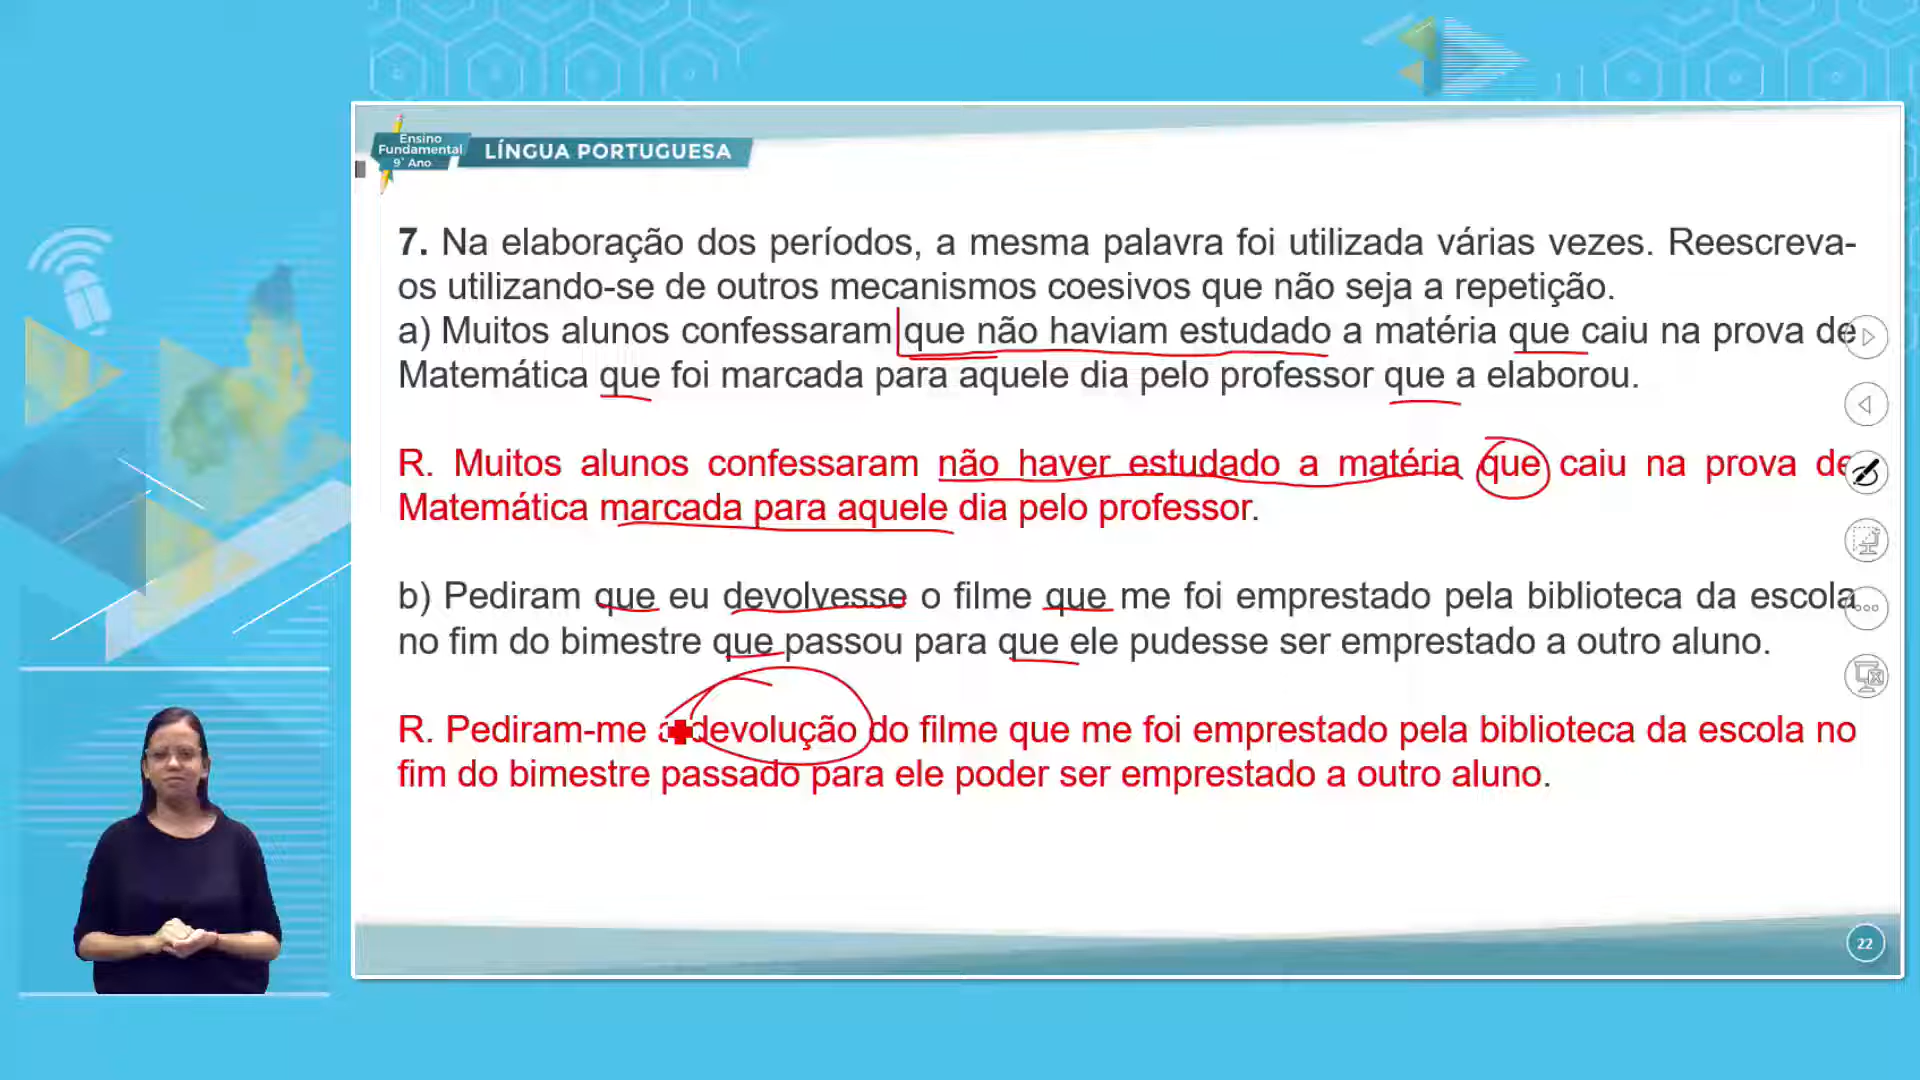 Ensino
Fundamental
9° Ano
LÍNGUA PORTUGUESA
7. Na elaboração dos períodos, a mesma palavra foi utilizada várias vezes. Reescreva-
os utilizando-se de outros mecanismos coesivos que não seja a repetição.
a) Muitos alunos confessaram que não haviam estudado a matéria que caiu na prova de
Matemática que foi marcada para aquele dia pelo professor que a elaborou.
R. Muitos alunos confessaram não haver estudado a matéria que caiu na prova de
Matemática marcada para aquele dia pelo professor.
b) Pediram que eu devolvesse o filme que me foi emprestado pela biblioteca da escola
no fim do bimestre que passou para que ele pudesse ser emprestado a outro aluno.
R. Pediram-me a devolução do filme que me foi emprestado pela biblioteca da escola no
fim do bimestre passado para ele poder ser emprestado a outro aluno.
22